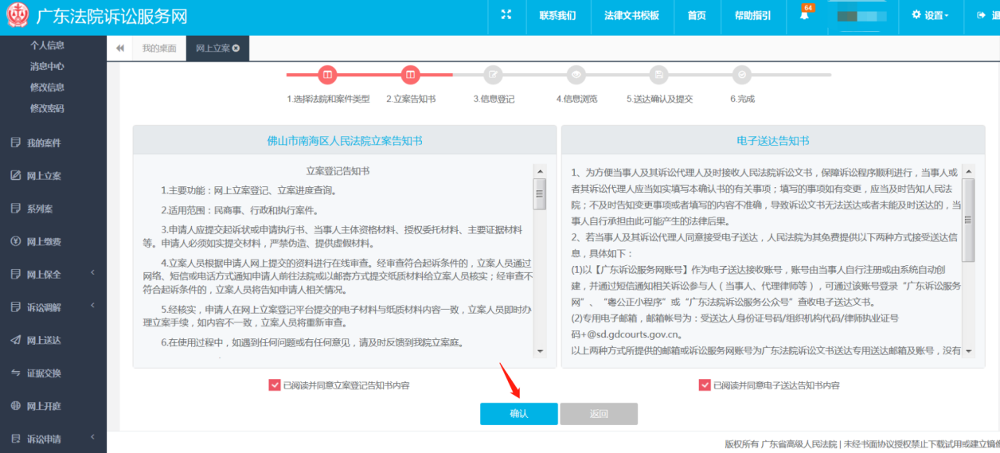 广东法院诉讼服务网
联系我们
法律文书模板
首页
帮助指引
64
设置
个人信息
消息中心
修改信息
修改密码
我的案件
网上立案
系列案
网上缴费
网上保全
诉讼调解
网上送达
证据交换
网上开庭
诉讼申请
我的桌面
网上立案
1.选择法院和案件类型
2.立案告知书
3.信息登记
4.信息浏览
5.送达确认及提交
6.完成
佛山市南海区人民法院立案告知书
立案登记告知书
1.主要功能：网上立案登记、立案进度查询。
2.适用范围：民商事、行政和执行案件。
3.申请人应提交起诉状或申请执行书、当事人主体资格材料、授权委托材料、主要证据材料
等。申请人必须如实提交材料，严禁伪造、提供虚假材料。
4.立案人员根据申请人网上提交的资料进行在线审查。经审查符合起诉条件的，立案人员通过
网络、短信或电话方式通知申请人前往法院或以邮寄方式提交纸质材料给立案人员核实；经审查不
符合起诉条件的，立案人员将告知申请人相关情况。
5.经核实，申请人在网上立案登记平台提交的电子材料与纸质材料内容一致，立案人员即时办
理立案手续，如内容不一致，立案人员将重新审查。
6.在使用过程中，如遇到任何问题或有任何意见，请及时反馈到我院立案庭。
电子送达告知书
1、为方便当事人及其诉讼代理人及时接收人民法院诉讼文书，保障诉讼程序顺利进行，当事人或
者其诉讼代理人应当如实填写本确认书的有关事项；填写的事项如有变更，应当及时告知人民法
院；不及时告知变更事项或者填写的内容不准确，导致诉讼文书无法送达或者未能及时送达的，当
事人自行承担由此可能产生的法律后果。
2、若当事人及其诉讼代理人同意接受电子送达，人民法院为其免费提供以下两种方式接受送达信
息，具体如下：
(1)以【广东诉讼服务网账号】作为电子送达接收账号，账号由当事人自行注册或由系统自动创
建，并通过短信通知相关诉讼参与人（当事人、代理律师等），可通过该账号登录“广东诉讼服务
网”、“粤公正小程序”或“广东法院诉讼服务公众号”查收电子送达文书。
(2)专用电子邮箱，邮箱帐号为：受送达人身份证号码/组织机构代码/律师执业证号
码+@sd.gdcourts.gov.cn。
以上两种方式所提供的邮箱或诉讼服务网账号为广东法院诉讼文书送达专用送达邮箱及账号，没有
已阅读并同意立案登记告知书内容
已阅读并同意电子送达告知书内容
确认
返回
版权所有 广东省高级人民法院 | 未经书面协议授权禁止下载试用或建立镜像